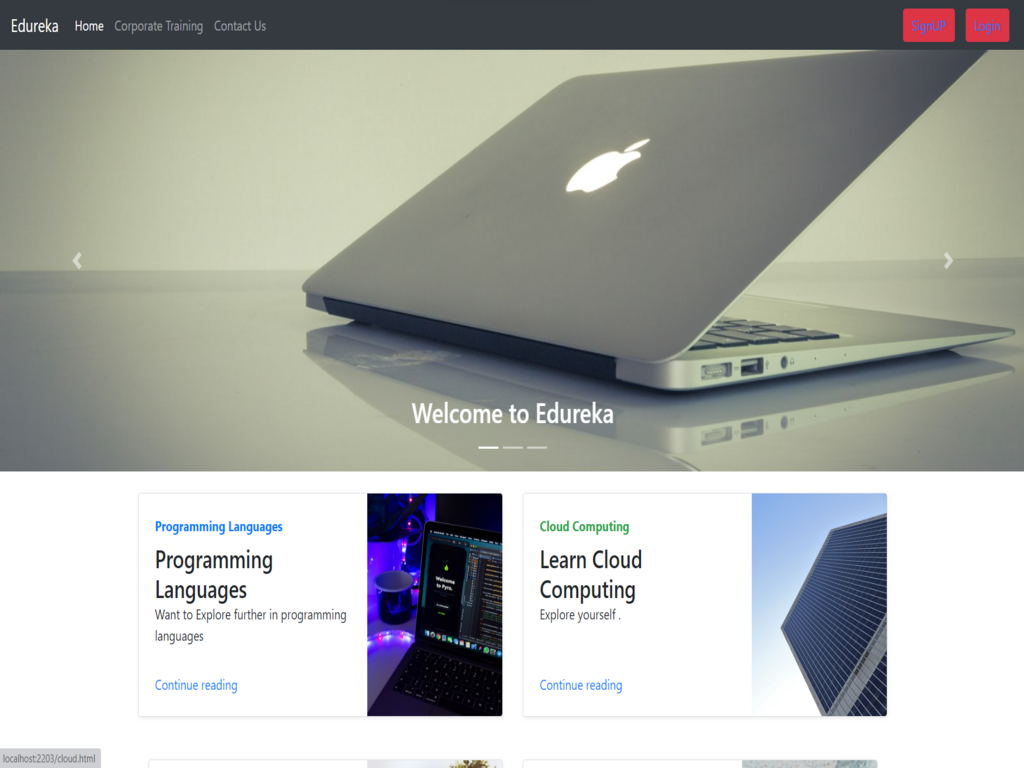 Edureka Home Corporate Training Contact Us SignUP Login
Welcome to Edureka
Programming Languages
Programming
Languages
Want to Explore further in programming
languages
Continue reading
Welcome
to Pyro.
Cloud Computing
Learn Cloud
Computing
Explore yourself .
Continue reading
localhost:2203/cloud.html